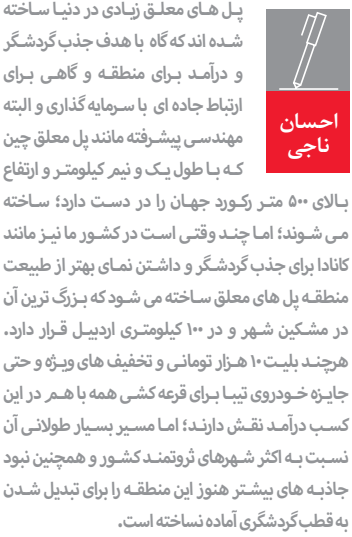 احسان
ناجی
پل های معلق زیادی در دنیا ساخته
شده اند که گاه با هدف جذب گردشگر
و درآمد برای منطقه و گاهی برای
ارتباط جاده ای با سرمایه گذاری و البته
مهندسی پیشرفته مانند پل معلق چین
که با طول یک و نیم کیلومتر و ارتفاع
بالای ۵۰۰ متر رکورد جهان را در دست دارد؛ ساخته
می شوند؛ اما چند وقتی است در کشور ما نیز مانند
کانادا برای جذب گردشگر و داشتن نمای بهتر از طبیعت
منطقه پل های معلق ساخته می شود که بزرگ ترین آن
در مشکین شهر و در ۱۰۰ کیلومتری اردبیل قرار دارد.
هرچند بلیت ۱۰ هزار تومانی و تخفیف های ویژه و حتی
جایزه خودروی تیبا برای قرعه کشی همه با هم در این
کسب درآمد نقش دارند؛ اما مسیر بسیار طولانی آن
نسبت به اکثر شهرهای ثروتمند کشور و همچنین نبود
جاذبه های بیشتر هنوز این منطقه را برای تبدیل شدن
به قطب گردشگری آماده نساخته است.